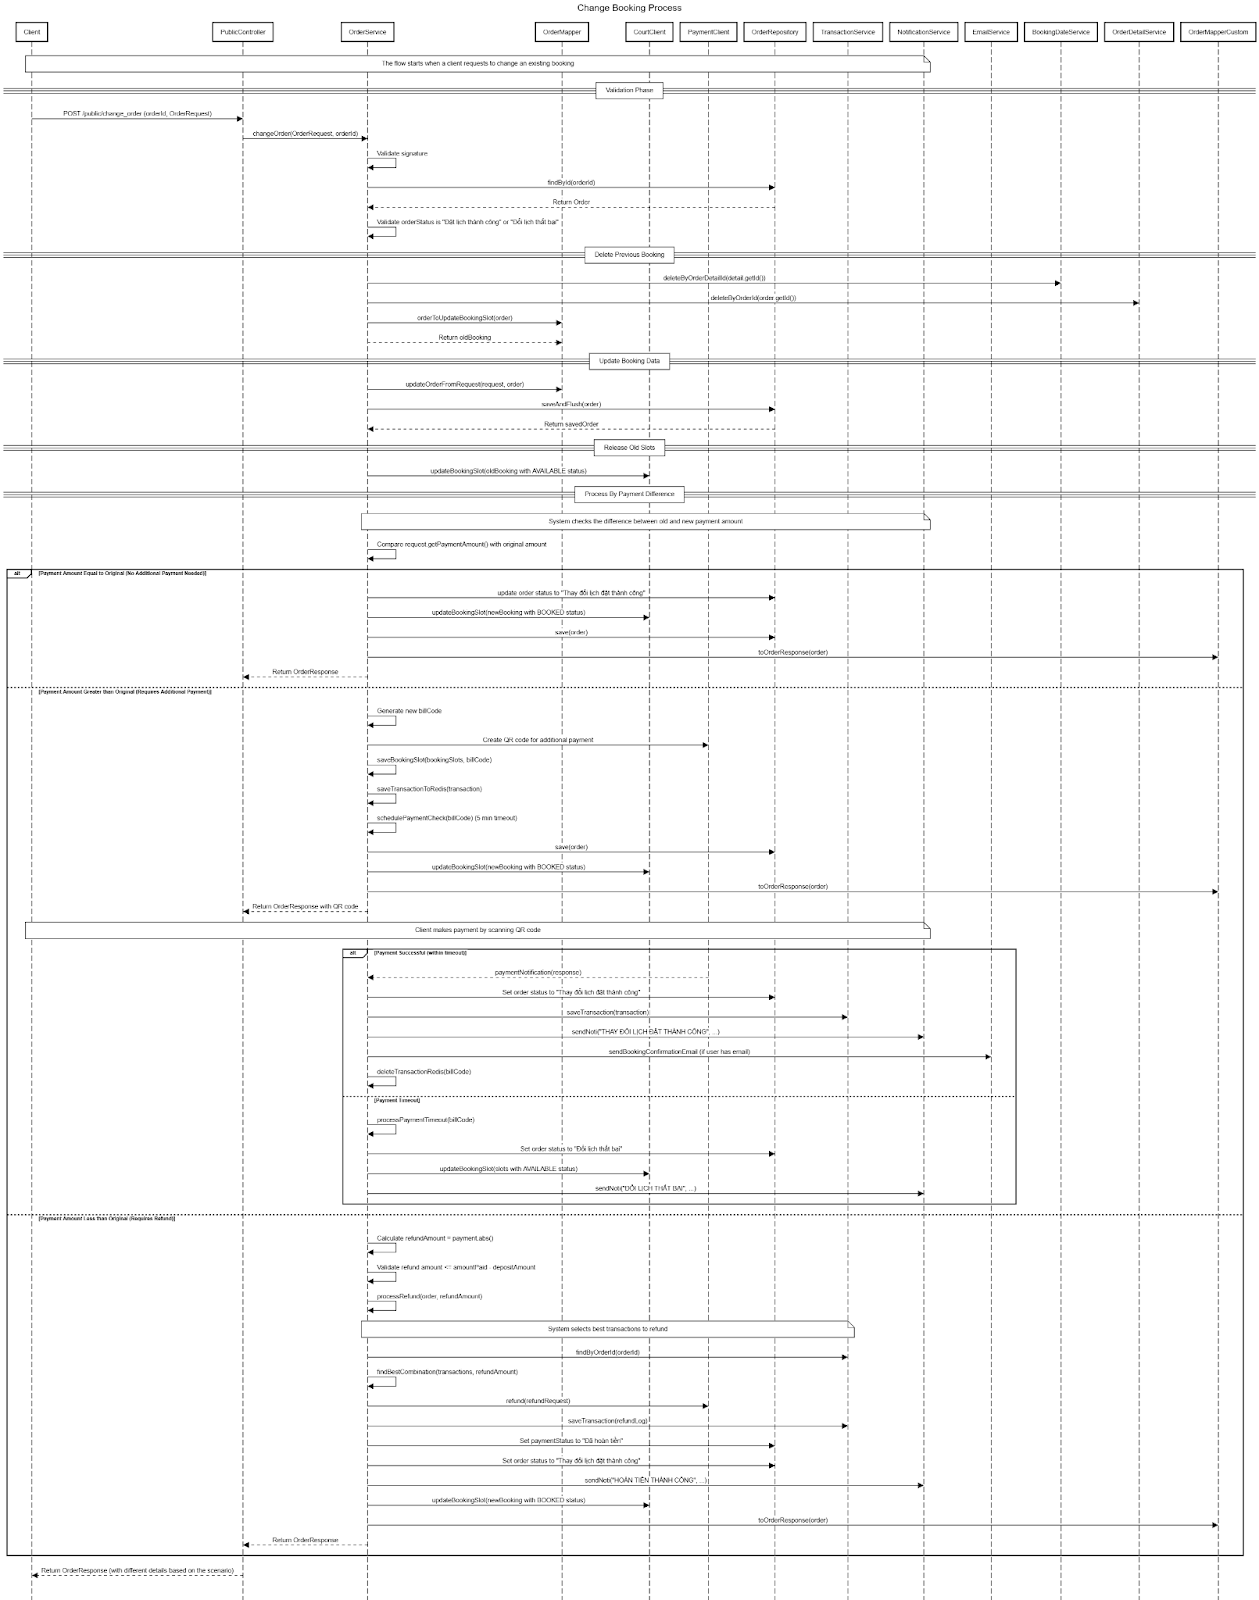 Change Booking Process
Client
PublicController
OrderService
OrderMapper
CourtClient
PaymentClient
OrderRepository
TransactionService
NotificationService
EmailService
BookingDateService
OrderDetailService
OrderMapperCustom
The flow starts when a client requests to change an existing booking
Validation Phase
POST /public/change_order (orderId, OrderRequest)
changeOrder(OrderRequest, orderId)
Validate signature
findById(orderId)
Return Order
Validate orderStatus is "Đặt lịch thành công" or "Đổi lịch thất bại"
Delete Previous Booking
deleteByOrderDetailId(detail.getId())
deleteByOrderId(order.getId())
orderToUpdateBookingSlot(order)
Return oldBooking
Update Booking Data
updateOrderFromRequest(request, order)
saveAndFlush(order)
Return savedOrder
Release Old Slots
updateBookingSlot(oldBooking with AVAILABLE status)
Process By Payment Difference
System checks the difference between old and new payment amount
Compare request.getPaymentAmount() with original amount
alt
[Payment Amount Equal to Original (No Additional Payment Needed)]
update order status to "Thay đổi lịch đặt thành công"
updateBookingSlot(newBooking with BOOKED status)
save(order)
toOrderResponse(order)
Return OrderResponse
[Payment Amount Greater than Original (Requires Additional Payment)]
Generate new billCode
Create QR code for additional payment
saveBookingSlot(bookingSlots, billCode)
saveTransactionToRedis(transaction)
schedulePaymentCheck(billCode) (5 min timeout)
save(order)
updateBookingSlot(newBooking with BOOKED status)
toOrderResponse(order)
Return OrderResponse with QR code
Client makes payment by scanning QR code
alt
[Payment Successful (within timeout)]
paymentNotification(response)
Set order status to "Thay đổi lịch đặt thành công"
saveTransaction(transaction)
sendNoti("THAY ĐỔI LỊCH ĐẶT THÀNH CÔNG", ...)
sendBookingConfirmationEmail (if user has email)
deleteTransactionRedis(billCode)
[Payment Timeout]
processPaymentTimeout(billCode)
Set order status to "Đổi lịch thất bại"
updateBookingSlot(slots with AVAILABLE status)
sendNoti("ĐỔI LỊCH THẤT BẠI", ...)
[Payment Amount Less than Original (Requires Refund)]
Calculate refundAmount = payment.abs()
Validate refund amount <= amountPaid - depositAmount
processRefund(order, refundAmount)
System selects best transactions to refund
findByOrderId(orderId)
findBestCombination(transactions, refundAmount)
refund(refundRequest)
saveTransaction(refundLog)
Set paymentStatus to "Đã hoàn tiền"
Set order status to "Thay đổi lịch đặt thành công"
sendNoti("HOÀN TIỀN THÀNH CÔNG", ...)
updateBookingSlot(newBooking with BOOKED status)
toOrderResponse(order)
Return OrderResponse
Return OrderResponse (with different details based on the scenario)